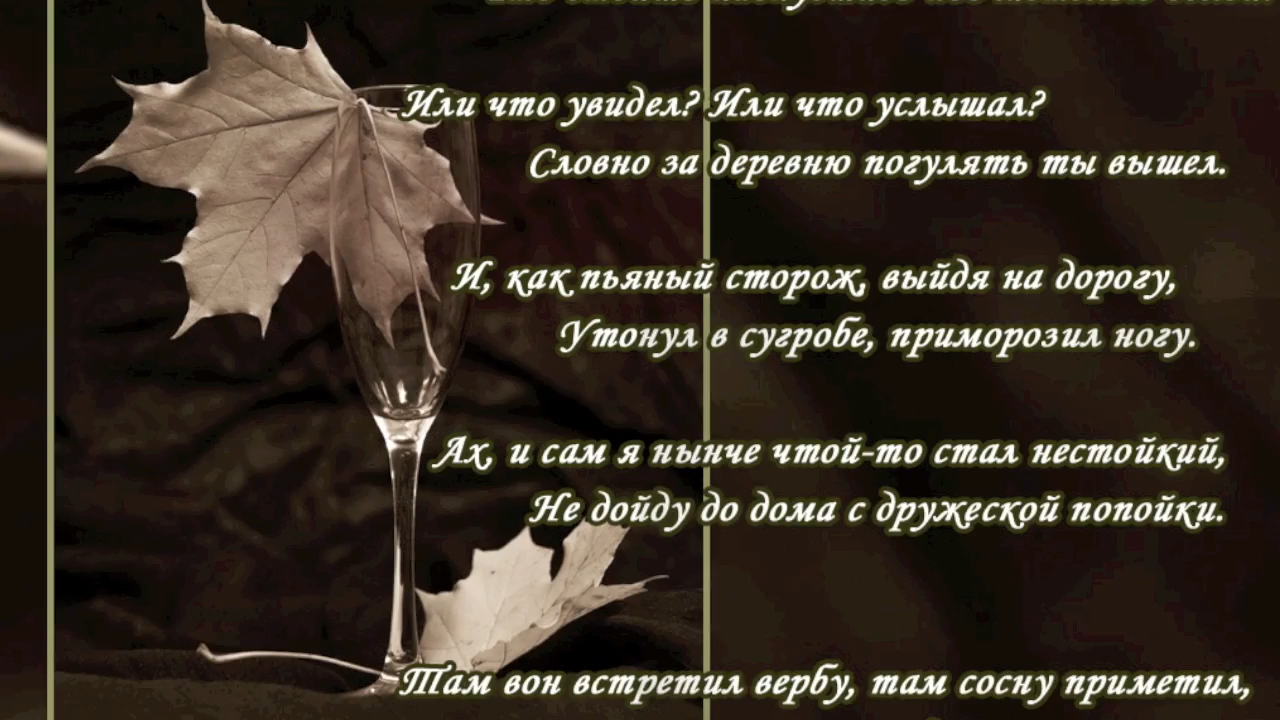 Или что увидел? Или что услышал?
Словно за деревню погулять ты вышел.
И, как пьяный сторож, выйдя на дорогу,
Утонул в сугробе, приморозил ногу.
Ах, и сам я нынче чтой-то стал нестойкий,
Не дойду до дома с дружеской попойки.
Там вон встретил вербу, там сосну приметил,